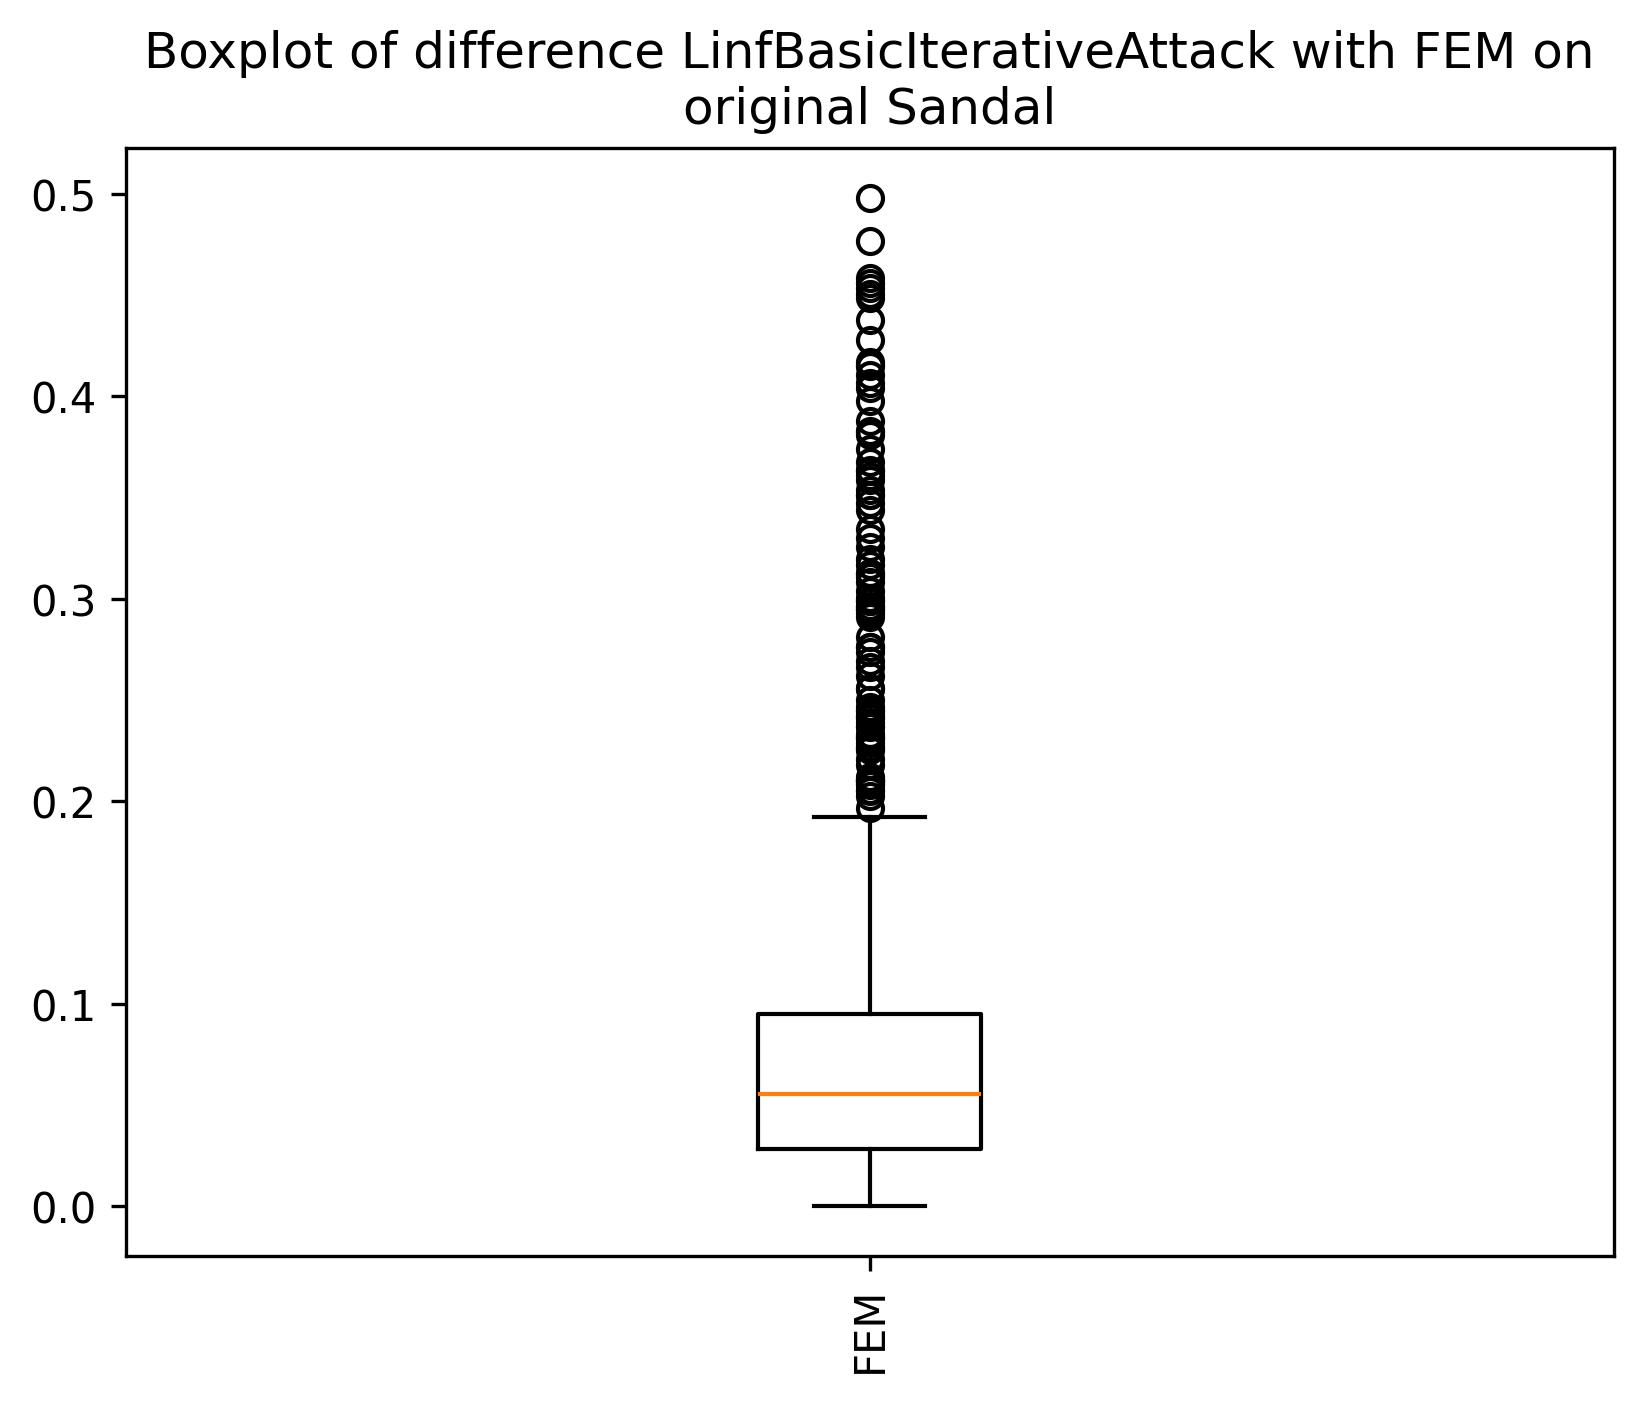 Boxplot of difference LinfBasicIterativeAttack with FEM on
original Sandal
0.5
0.4
0.3
0.2
0.1
0.0
FEM